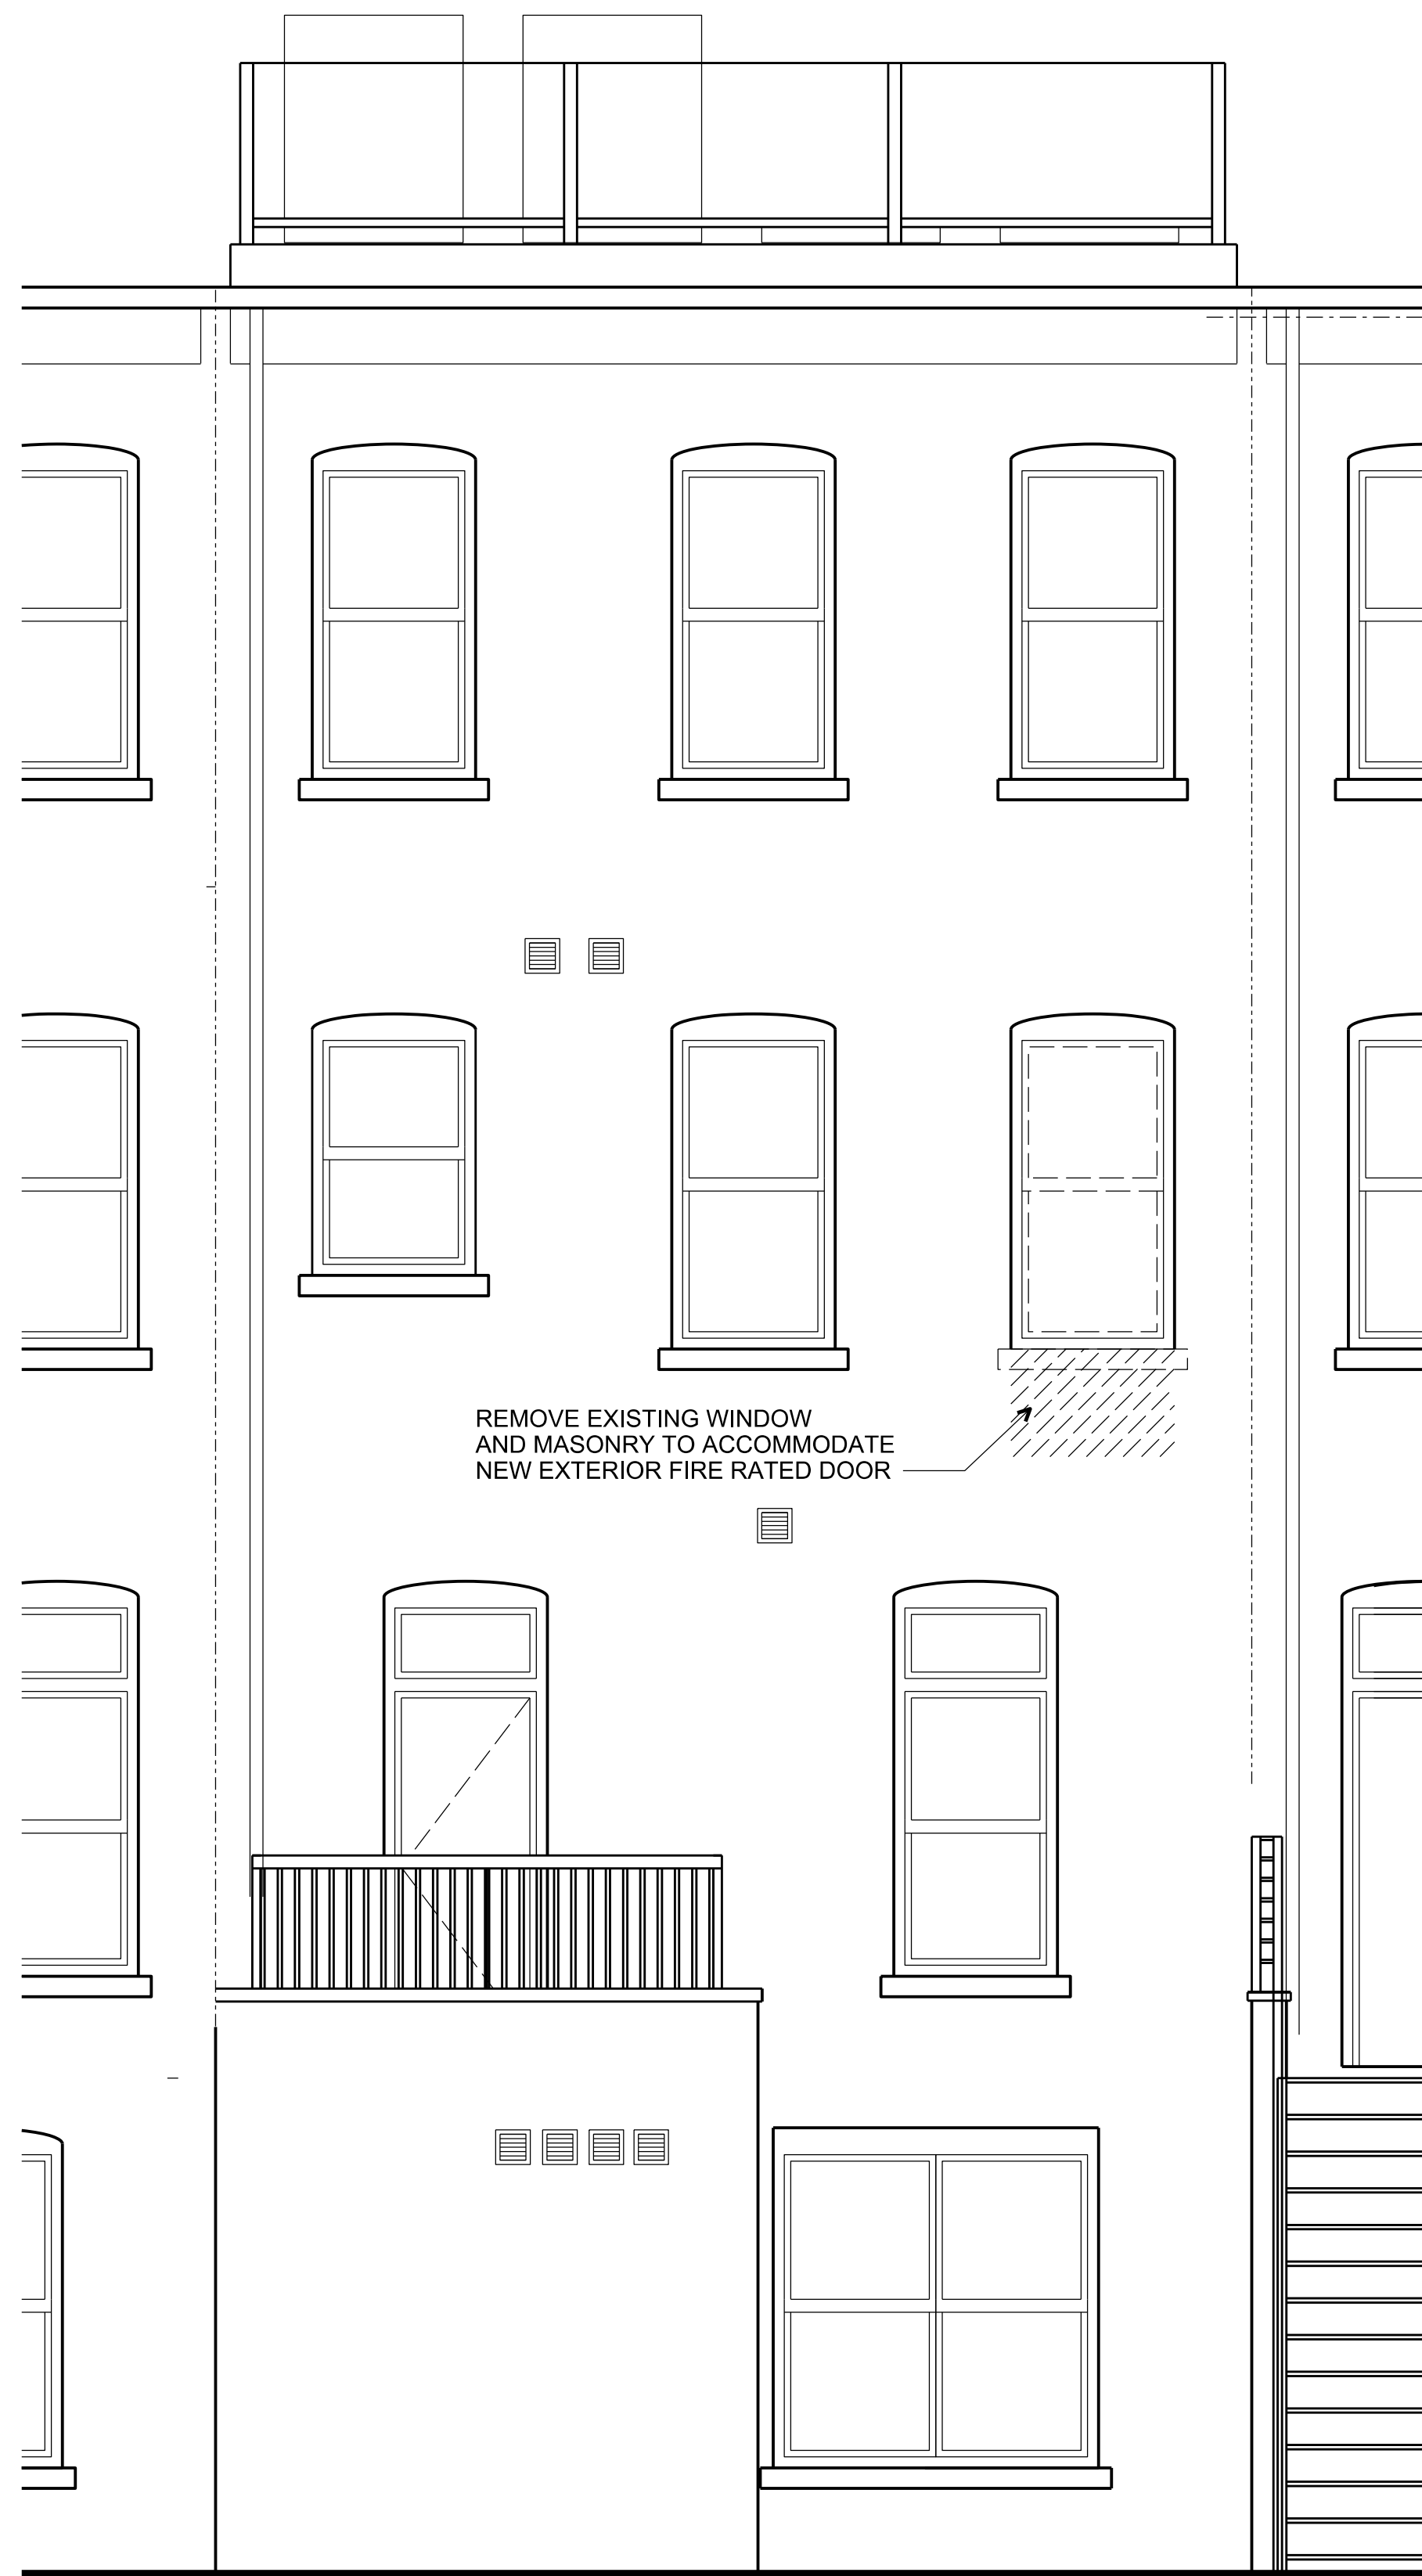 REMOVE EXISTING WINDOW
AND MASONRY TO ACCOMMODATE
NEW EXTERIOR FIRE RATED DOOR